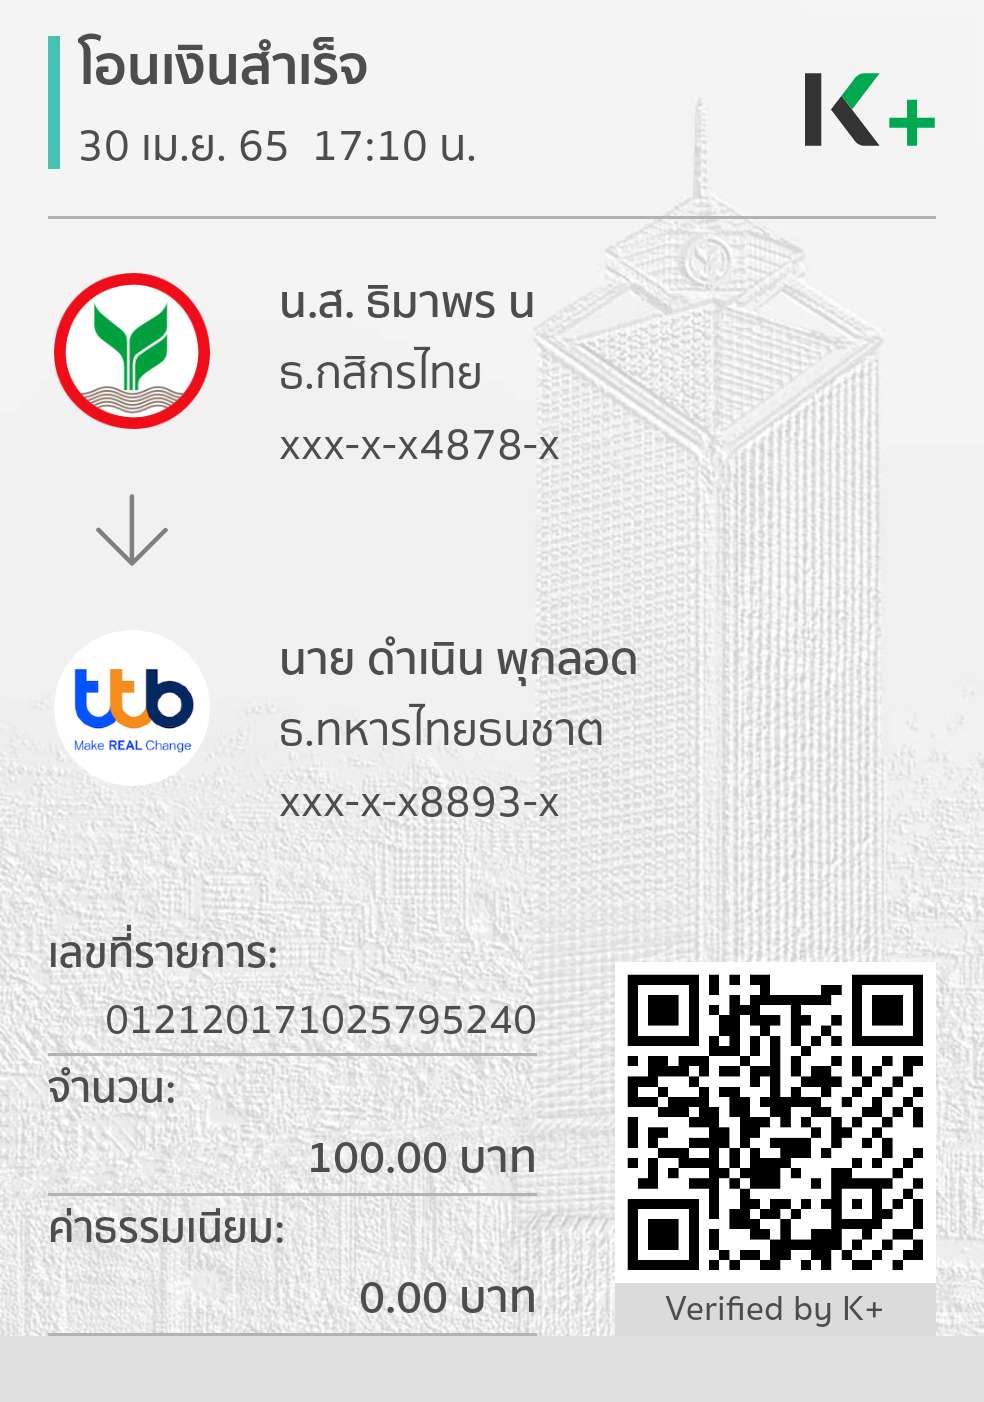 โอนเงินสำเร็จ
30 เม.ย. 65 17:10 น.
K+
น.ส. ธิมาพร น
ธ.กสิกรไทย
xxx-x-x4878-x
ttb
Make REAL Change
นาย ดำเนิน พุกลอด
ธ.ทหารไทยธนชาต
xxx-x-x8893-x
เลขที่รายการ:
012120171025795240
จำนวน:
100.00 บาท
ค่าธรรมเนียม:
0.00 บาท
Verified by K+